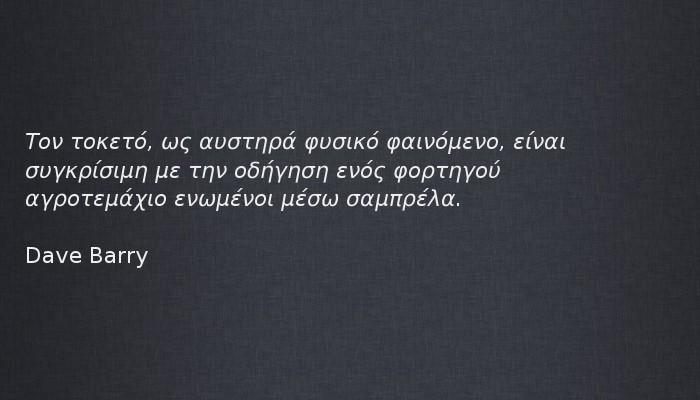 Τον τοκετό, ως αυστηρά φυσικό φαινόμενο, είναι
συγκρίσιμη με την οδήγηση ενός φορτηγού
αγροτεμάχιο ενωμένοι μέσω σαμπρέλα.
Dave Barry